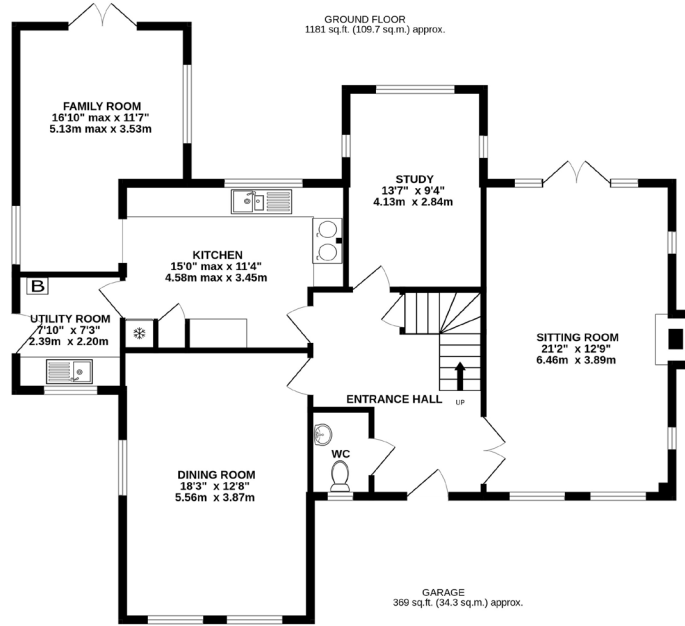 GROUND FLOOR
1181 sq.ft. (109.7 sq.m.) approx.
FAMILY ROOM
16'10" max x 11'7"
5.13m max x 3.53m
STUDY
13'7" x 9'4"
4.13m x 2.84m
KITCHEN
15'0" max x 11'4"
4.58m max x 3.45m
B
UTILITY ROOM
7'10" x 7'3"
2.39m x 2.20m
SITTING ROOM
21'2" x 12'9"
6.46m x 3.89m
ENTRANCE HALL
UP
WC
DINING ROOM
18'3" x 12'8"
5.56m x 3.87m
GARAGE
369 sq.ft. (34.3 sq.m.) approx.